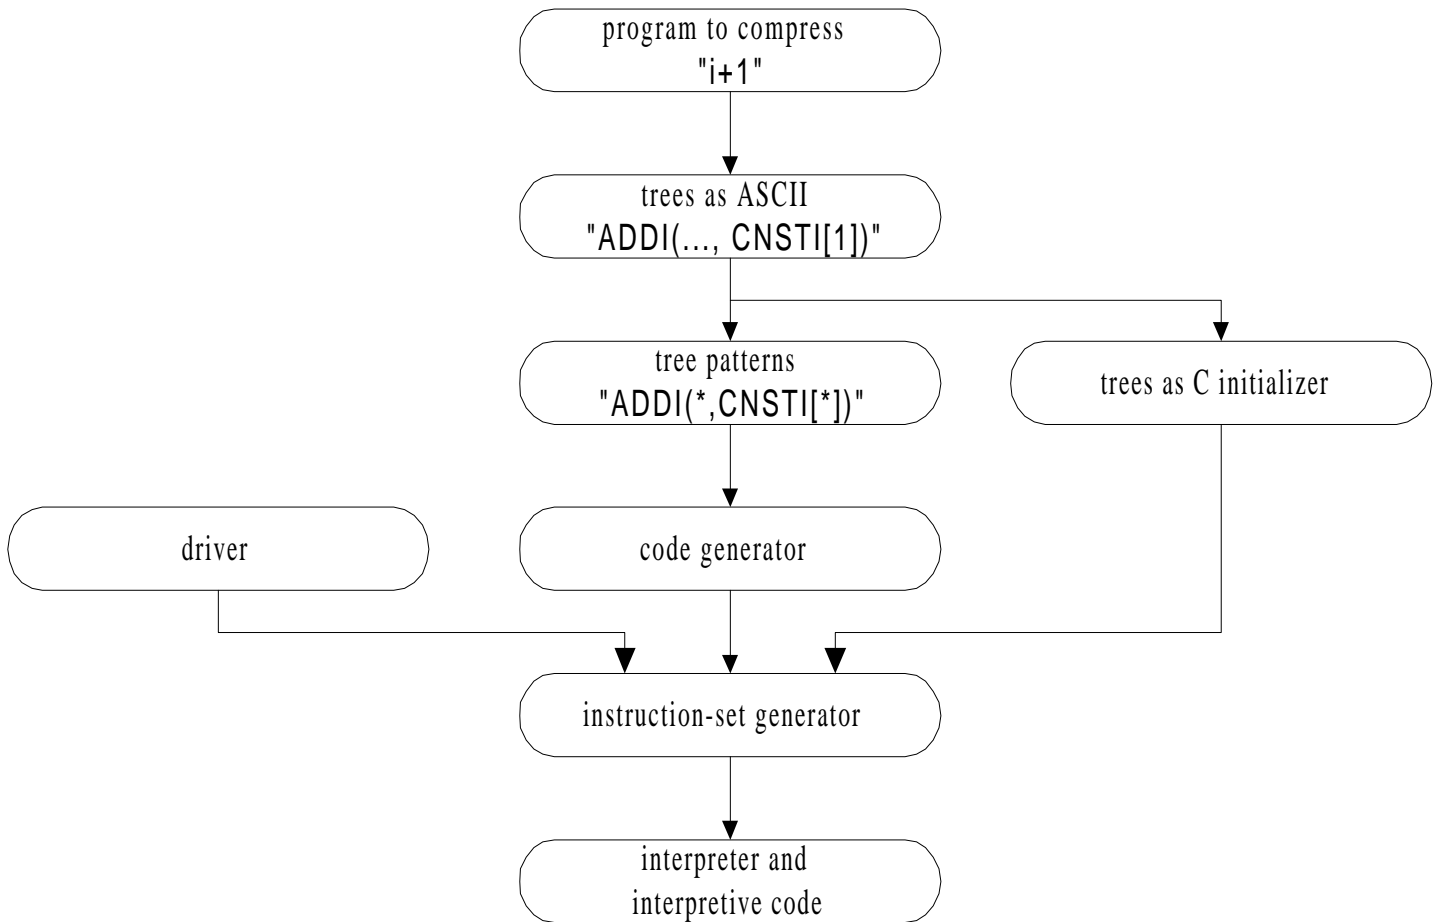 program to compress
"i+1"
trees as ASCII
"ADDI(..., CNSTI[1])"
tree patterns
"ADDI(*,CNSTI[*])"
trees as C initializer
driver
code generator
instruction-set generator
interpreter and
interpretive code